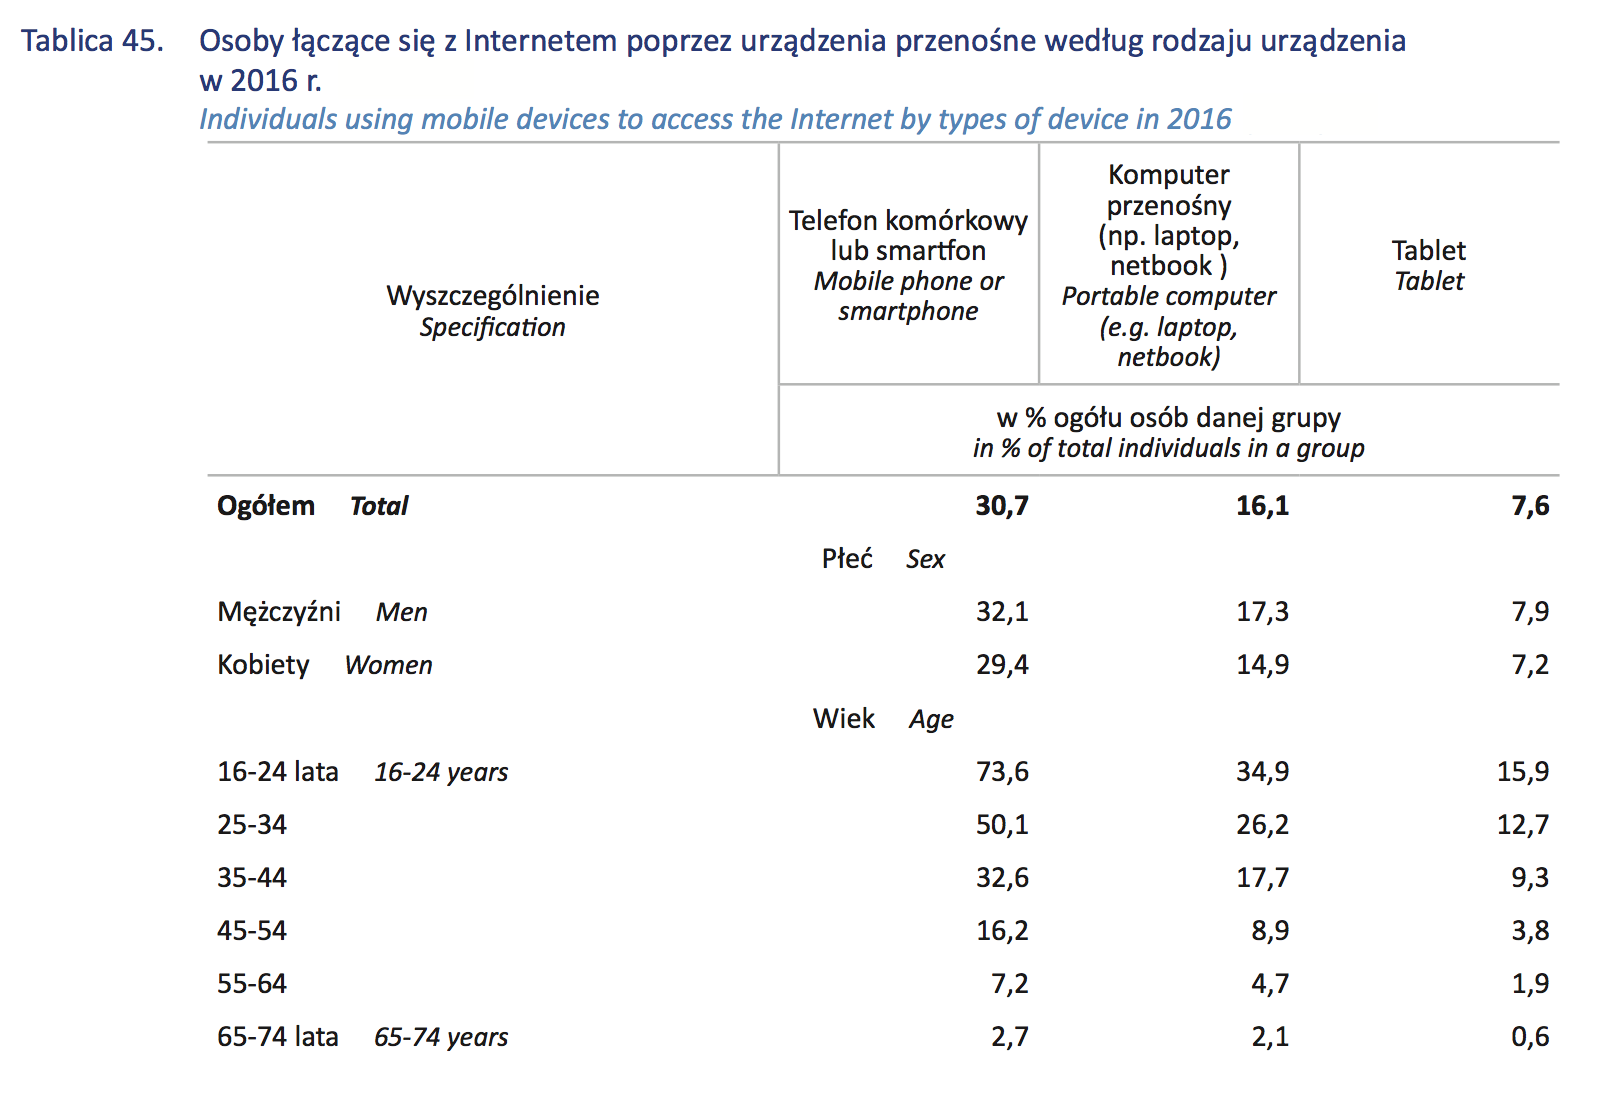 Tablica 45. Osoby łączące się z Internetem poprzez urządzenia przenośne według rodzaju urządzenia
w 2016 r.
Individuals using mobile devices to access the Internet by types of device in 2016
Wyszczególnienie
Specification
Telefon komórkowy
lub smartfon
Mobile phone or
smartphone
Komputer
przenośny
(np. laptop,
netbook )
Portable computer
(e.g. laptop,
netbook)
Tablet
Tablet
w % ogółu osób danej grupy
in % of total individuals in a group
Ogółem Total 30,7 16,1 7,6
Płeć Sex
Mężczyźni Men 32,1 17,3 7,9
Kobiety Women 29,4 14,9 7,2
Wiek Age
16-24 lata 16-24 years 73,6 34,9 15,9
25-34 50,1 26,2 12,7
35-44 32,6 17,7 9,3
45-54 16,2 8,9 3,8
55-64 7,2 4,7 1,9
65-74 lata 65-74 years 2,7 2,1 0,6